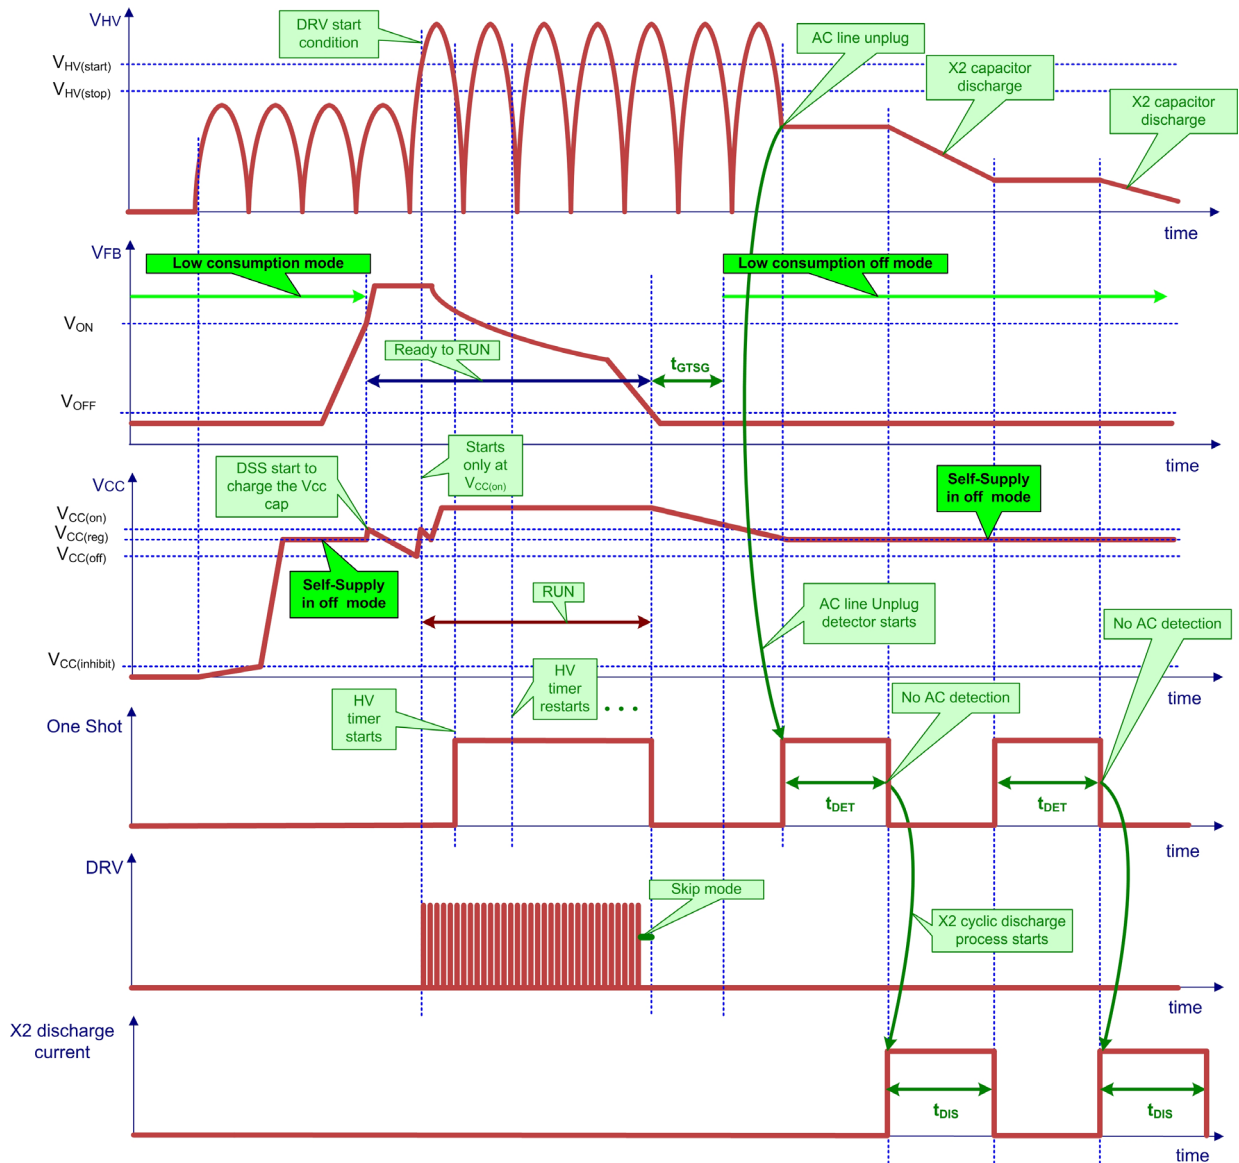 VHV
DRV start
condition
AC line unplug
VHV(start)
VHV(stop)
X2 capacitor
discharge
X2 capacitor
discharge
time
VFB
Low consumption mode
Low consumption off mode
VON
Ready to RUN
tGTSG
VOFF
time
Starts
only at
VCC(on)
DSS start to
charge the Vcc
cap
VCC
Self-Supply
in off mode
VCC(on)
VCC(reg)
VCC(off)
Self-Supply
in off mode
RUN
AC line Unplug
detector starts
No AC detection
VCC(inhibit)
HV
timer
restarts
...
time
No AC detection
HV
timer
starts
One Shot
tDET
tDET
time
DRV
Skip mode
X2 cyclic discharge
process starts
time
X2 discharge
current
tDIS
tDIS
time